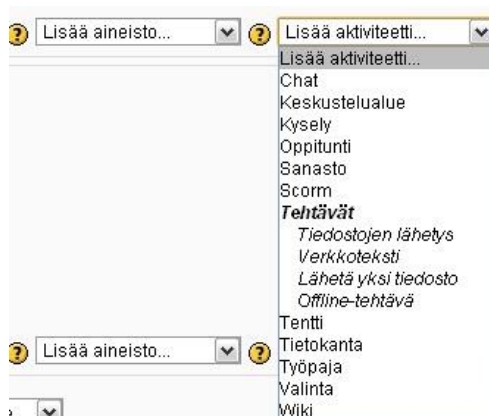 Lisää aineisto... Lisää aktiviteetti...
Lisää aktiviteetti...
Chat
Keskustelualue
Kysely
Oppitunti
Sanasto
Scorm
Tehtävät
Tiedostojen lähetys
Verkkoteksti
Lähetä yksi tiedosto
Offline-tehtävä
Tentti
Lisää aineisto... Tietokanta
Työpaja
Valinta
Wiki